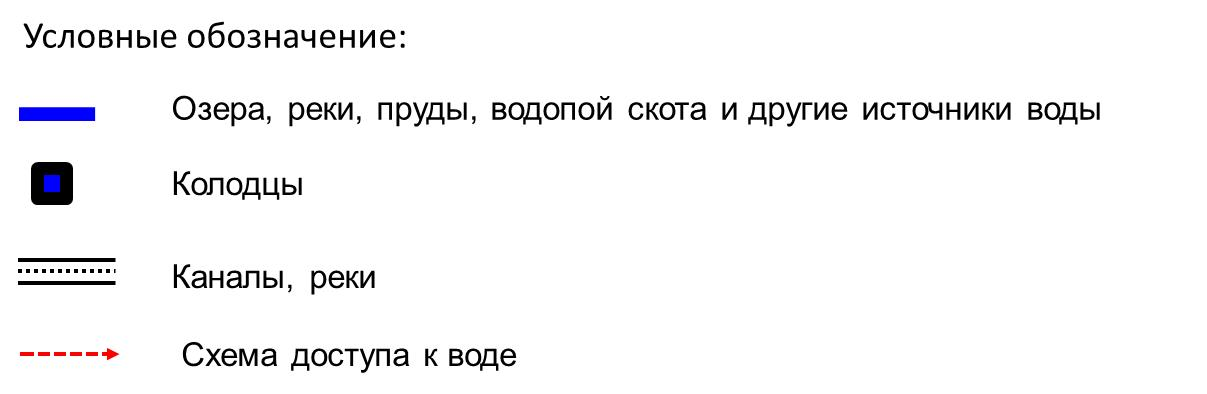 Условные обозначение:
Озера, реки, пруды, водопой скота и другие источники воды
Колодцы
Каналы, реки
Схема доступа к воде